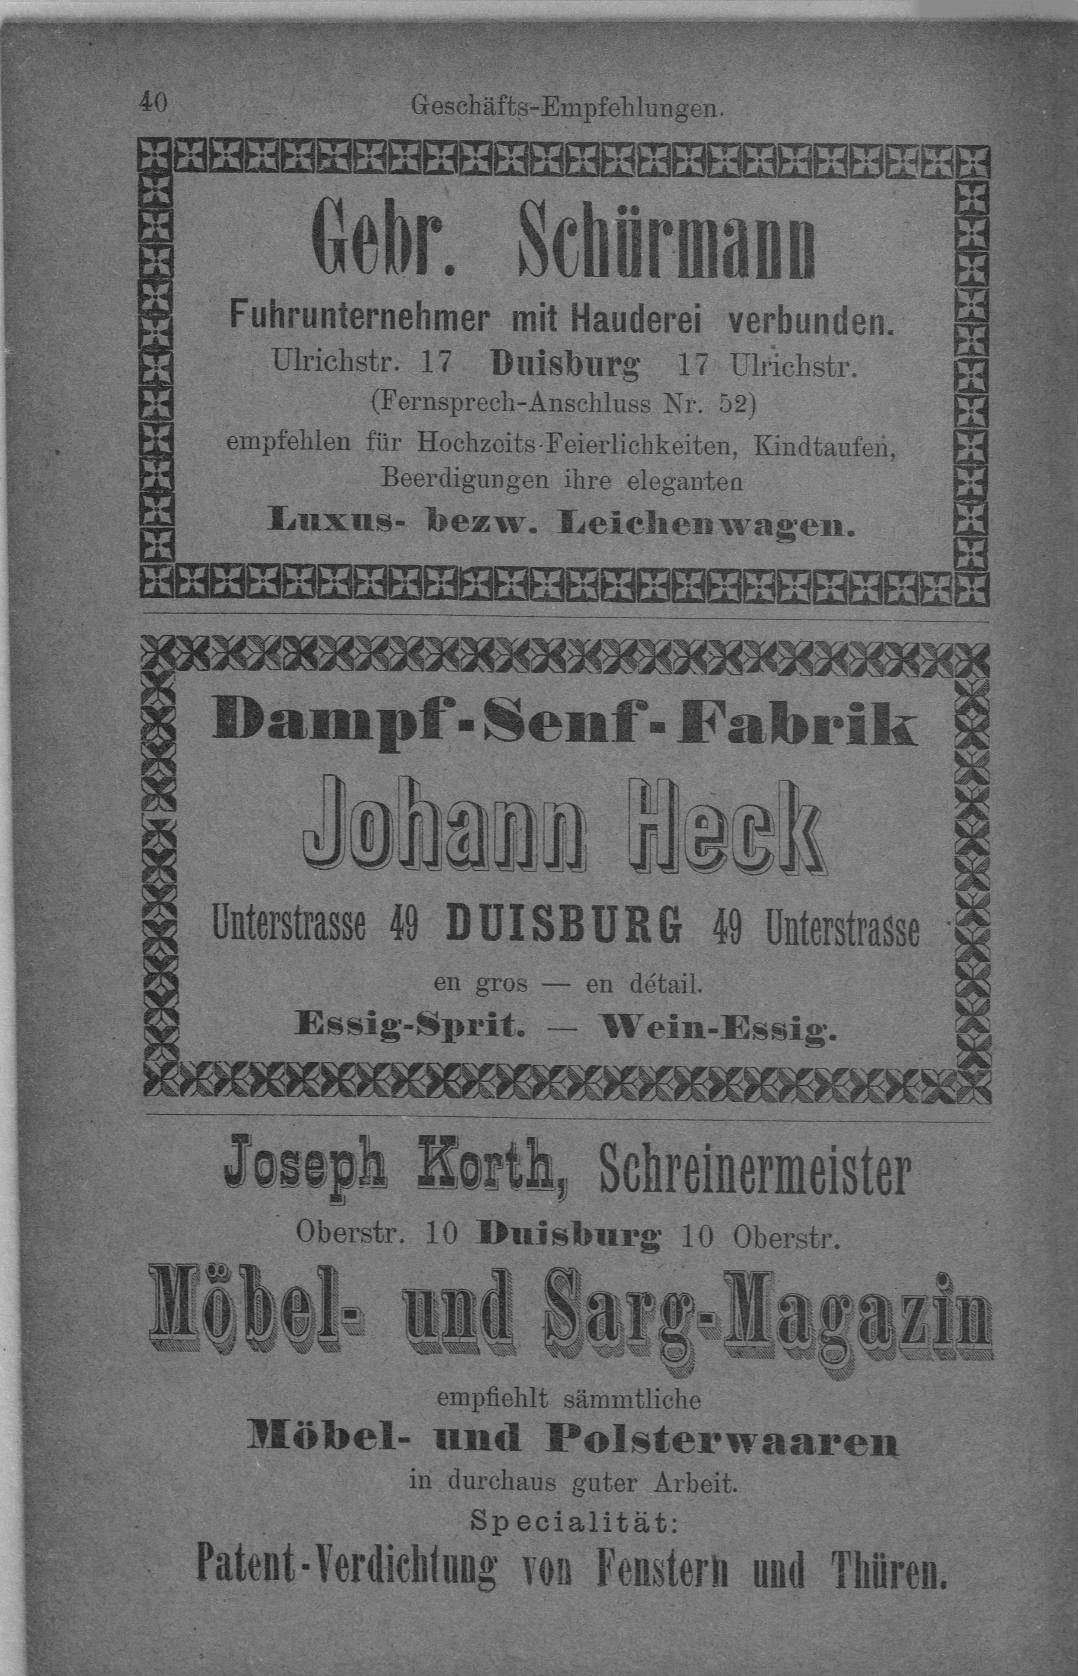 40
Geschäfts-Empfehlungen.
Gebr. Schürmann
Fuhrunternehmer mit Hauderei verbunden.
Ulrichstr. 17 Duisburg 17 Ulrichstr.
(Fernsprech-Anschluss Nr. 52)
empfehlen für Hochzeits-Feierlichkeiten, Kindtaufen,
Beerdigungen ihre eleganten
Luxus- bezw. Leichenwagen.
Dampf-Senf-Fabrik
Johann Heck
Unterstrasse 49 DUISBURG 49 Unterstrasse
en gros — en détail.
Essig-Sprit. — Wein-Essig.
Joseph Korth, Schreinermeister
Oberstr. 10 Duisburg 10 Oberstr.
Möbel- und Sarg-Magazin
empfiehlt sämmtliche
Möbel- und Polsterwaaren
in durchaus guter Arbeit.
Specialität:
Patent-Verdichtung von Fenstern und Thüren.